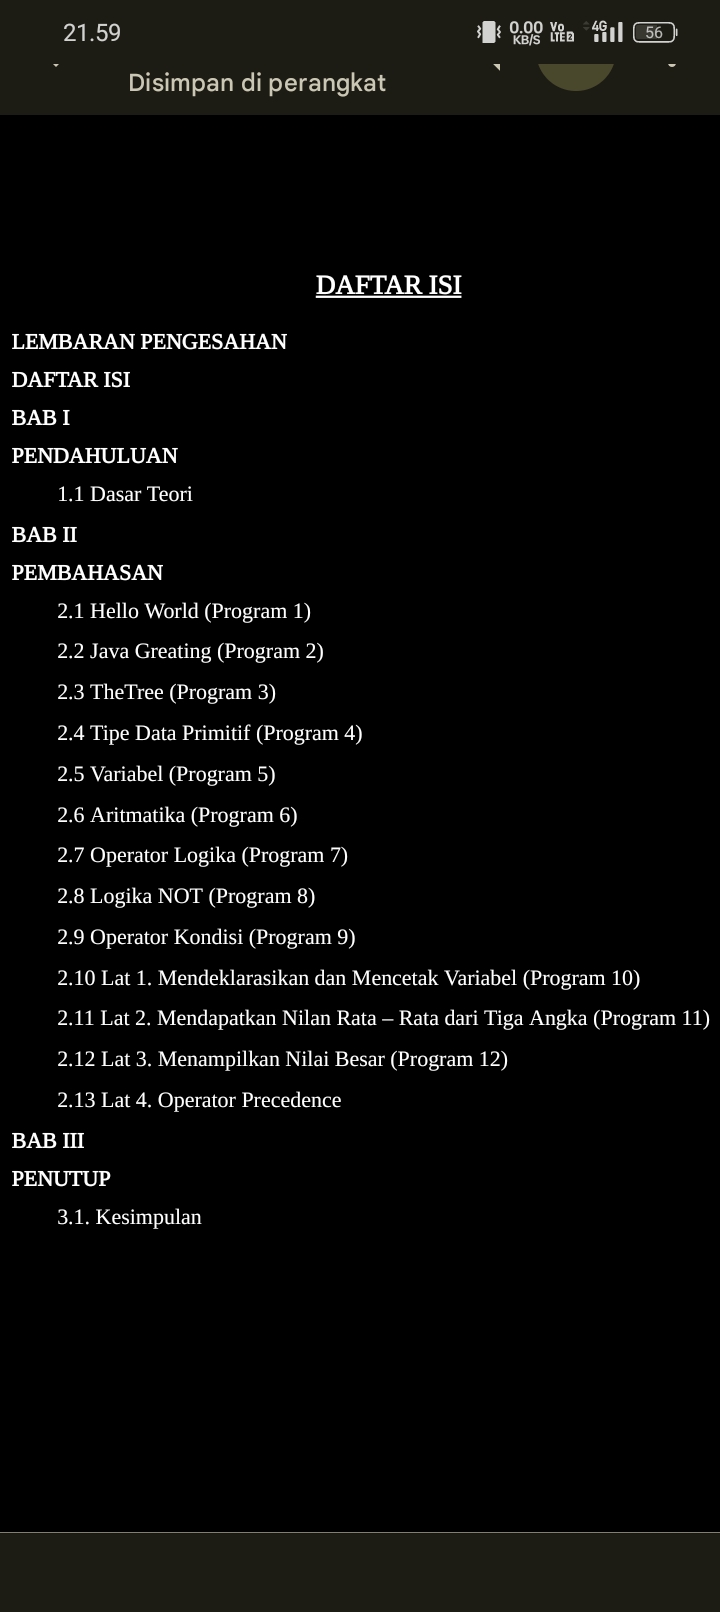 21.59
0.00 KB/S Vo LTE2 4G 56
Disimpan di perangkat
DAFTAR ISI
LEMBARAN PENGESAHAN
DAFTAR ISI
BAB I
PENDAHULUAN
1.1 Dasar Teori
BAB II
PEMBAHASAN
2.1 Hello World (Program 1)
2.2 Java Greating (Program 2)
2.3 TheTree (Program 3)
2.4 Tipe Data Primitif (Program 4)
2.5 Variabel (Program 5)
2.6 Aritmatika (Program 6)
2.7 Operator Logika (Program 7)
2.8 Logika NOT (Program 8)
2.9 Operator Kondisi (Program 9)
2.10 Lat 1. Mendeklarasikan dan Mencetak Variabel (Program 10)
2.11 Lat 2. Mendapatkan Nilan Rata – Rata dari Tiga Angka (Program 11)
2.12 Lat 3. Menampilkan Nilai Besar (Program 12)
2.13 Lat 4. Operator Precedence
BAB III
PENUTUP
3.1. Kesimpulan